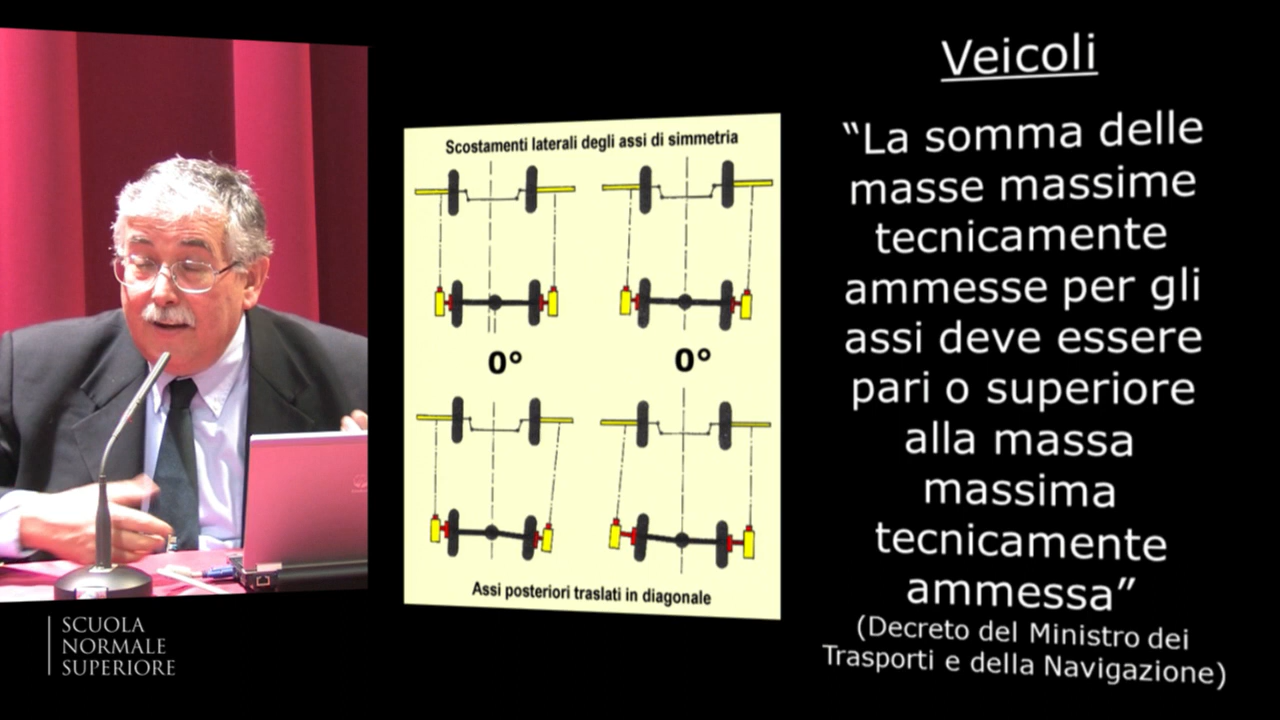 Veicoli
“La somma delle
masse massime
tecnicamente
ammesse per gli
assi deve essere
pari o superiore
alla massa
massima
tecnicamente
ammessa”
(Decreto del Ministro dei
Trasporti e della Navigazione)
Scostamenti laterali degli assi di simmetria
0°
0°
Assi posteriori traslati in diagonale
SCUOLA
NORMALE
SUPERIORE